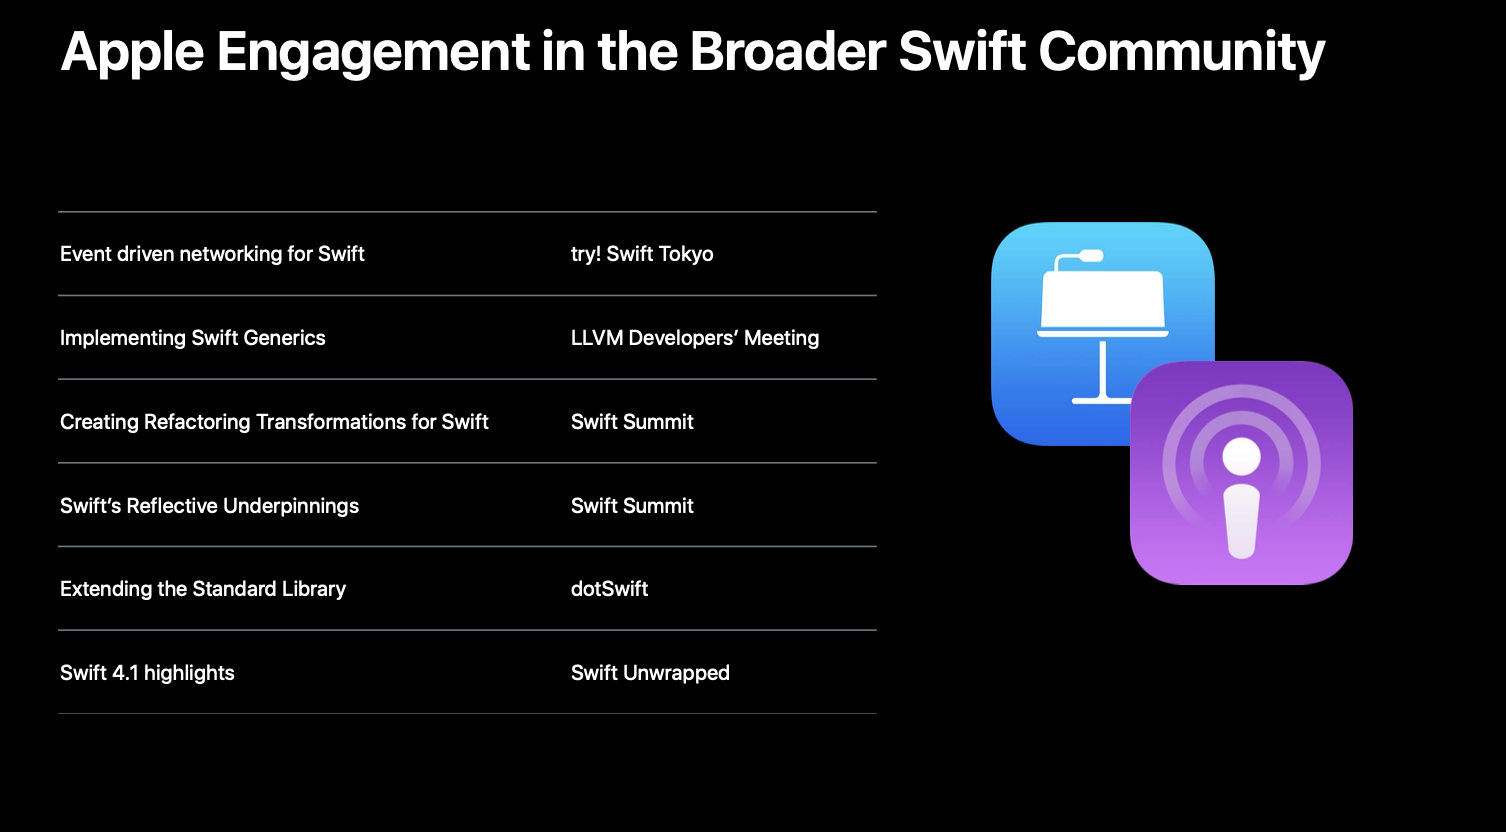 Apple Engagement in the Broader Swift Community
Event driven networking for Swift try! Swift Tokyo
Implementing Swift Generics LLVM Developers’ Meeting
Creating Refactoring Transformations for Swift Swift Summit
Swift’s Reflective Underpinnings Swift Summit
Extending the Standard Library dotSwift
Swift 4.1 highlights Swift Unwrapped